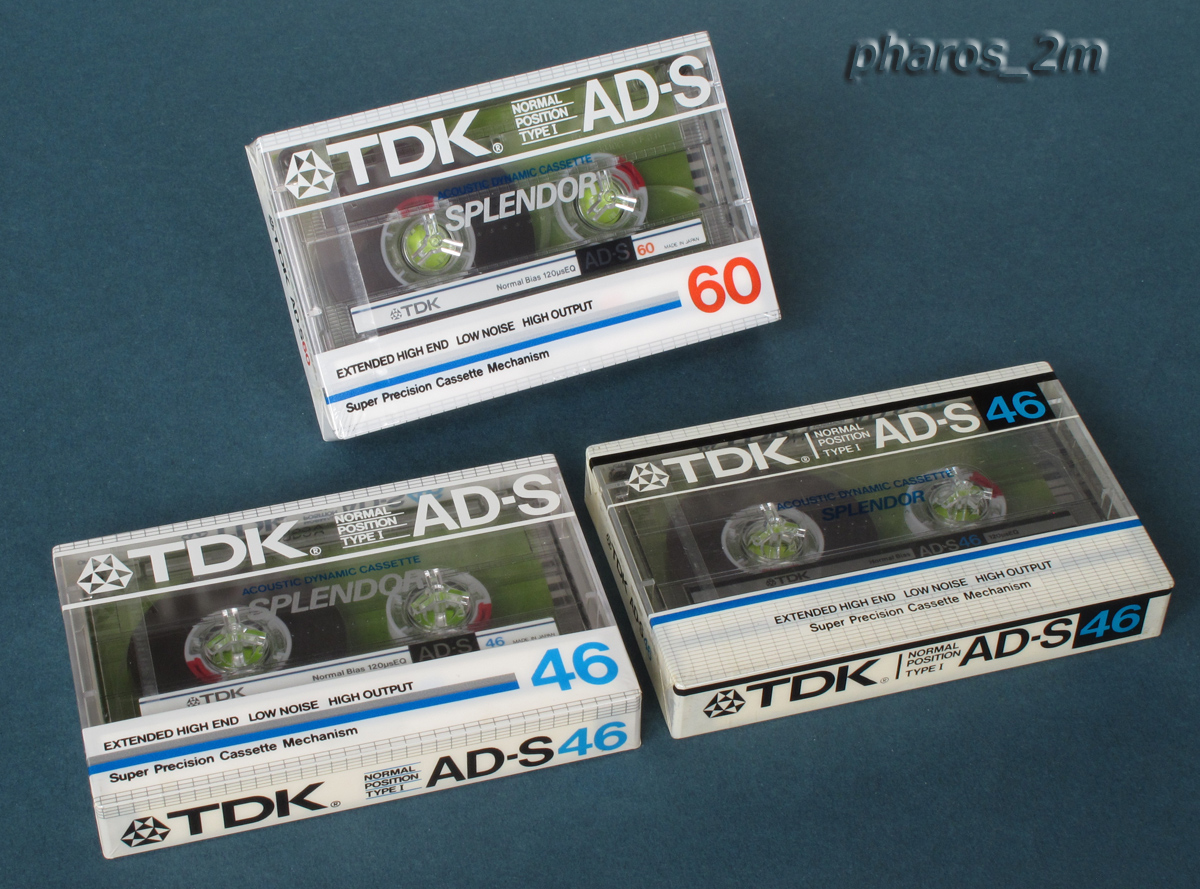 pharos_2m
TDK® NORMAL POSITION TYPE I AD-S
ACOUSTIC DYNAMIC CASSETTE
SPLENDOR
AD-S 60 MADE IN JAPAN
Normal Bias 120µsEQ
TDK
60
EXTENDED HIGH END LOW NOISE HIGH OUTPUT
Super Precision Cassette Mechanism
TDK® NORMAL POSITION TYPE I AD-S 46
ACOUSTIC DYNAMIC CASSETTE
SPLENDOR
AD-S46
TDK
EXTENDED HIGH END LOW NOISE HIGH OUTPUT
Super Precision Cassette Mechanism
TDK® NORMAL POSITION TYPE I AD-S 46
TDK® NORMAL POSITION TYPE I AD-S
ACOUSTIC DYNAMIC CASSETTE
SPLENDOR
AD-S 46 MADE IN JAPAN
Normal Bias 120µsEQ
TDK
46
EXTENDED HIGH END LOW NOISE HIGH OUTPUT
Super Precision Cassette Mechanism
TDK® NORMAL POSITION TYPE I AD-S46